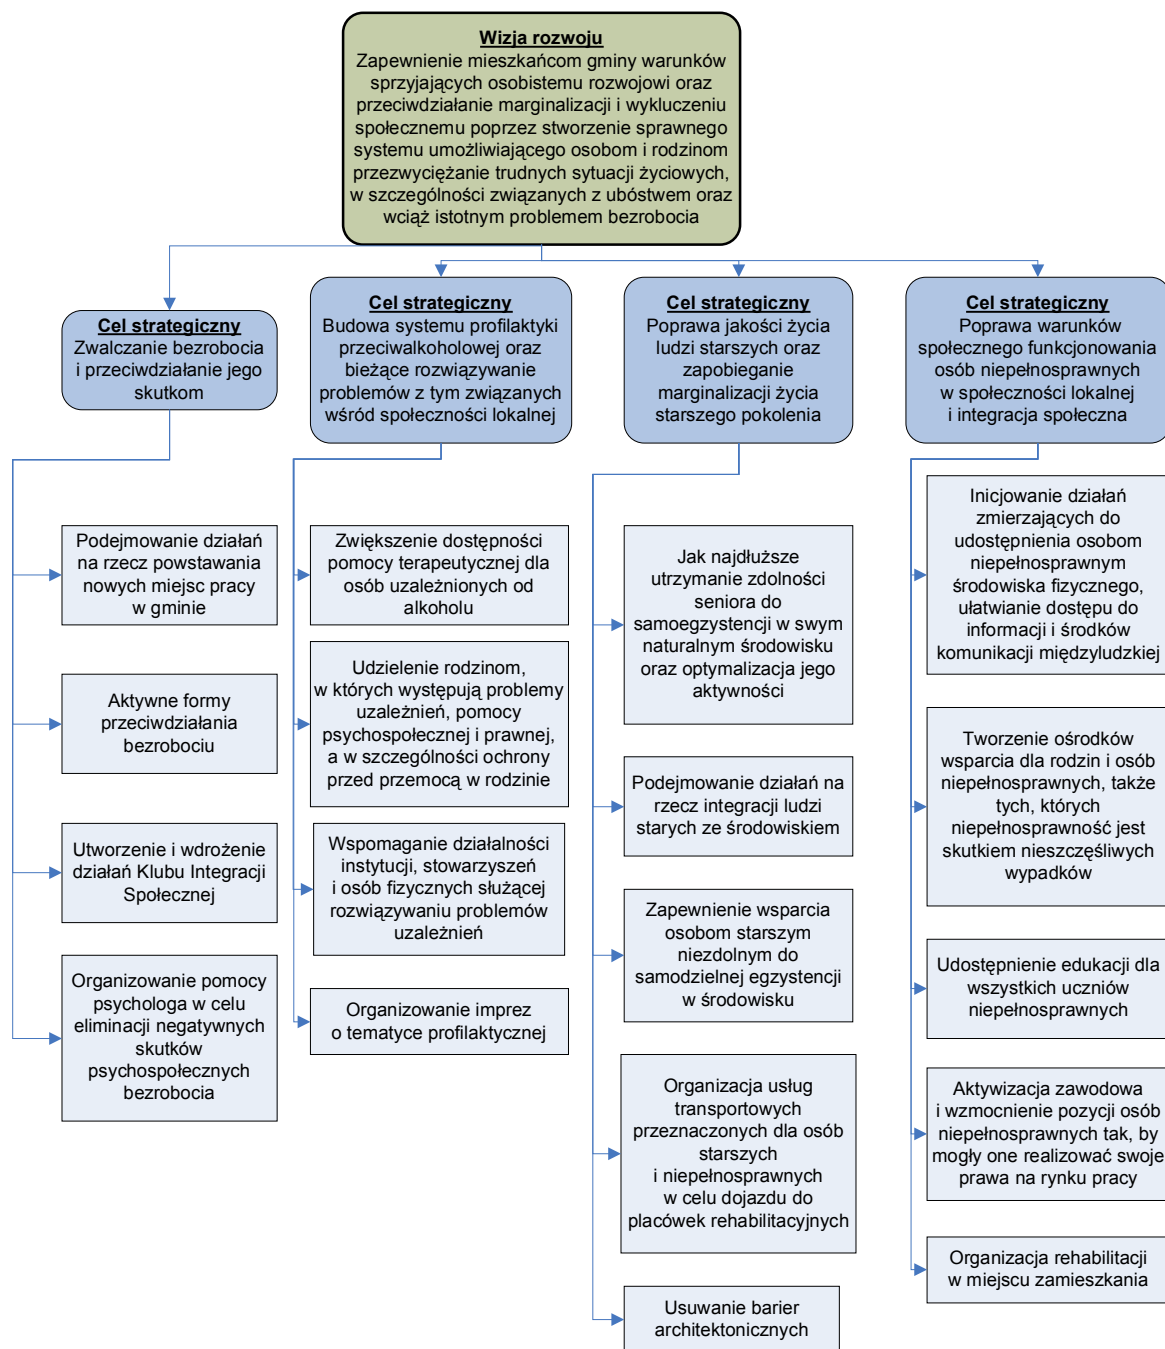 Wizja rozwoju
Zapewnienie mieszkańcom gminy warunków
sprzyjających osobistemu rozwojowi oraz
przeciwdziałanie marginalizacji i wykluczeniu
społecznemu poprzez stworzenie sprawnego
systemu umożliwiającego osobom i rodzinom
przezwyciężanie trudnych sytuacji życiowych,
w szczególności związanych z ubóstwem oraz
wciąż istotnym problemem bezrobocia
Cel strategiczny
Zwalczanie bezrobocia
i przeciwdziałanie jego
skutkom
Podejmowanie działań
na rzecz powstawania
nowych miejsc pracy
w gminie
Aktywne formy
przeciwdziałania
bezrobociu
Utworzenie i wdrożenie
działań Klubu Integracji
Społecznej
Organizowanie pomocy
psychologa w celu
eliminacji negatywnych
skutków
psychospołecznych
bezrobocia
Cel strategiczny
Budowa systemu profilaktyki
przeciwalkoholowej oraz
bieżące rozwiązywanie
problemów z tym związanych
wśród społeczności lokalnej
Zwiększenie dostępności
pomocy terapeutycznej dla
osób uzależnionych od
alkoholu
Udzielenie rodzinom,
w których występują problemy
uzależnień, pomocy
psychospołecznej i prawnej,
a w szczególności ochrony
przed przemocą w rodzinie
Wspomaganie działalności
instytucji, stowarzyszeń
i osób fizycznych służącej
rozwiązywaniu problemów
uzależnień
Organizowanie imprez
o tematyce profilaktycznej
Cel strategiczny
Poprawa jakości życia
ludzi starszych oraz
zapobieganie
marginalizacji życia
starszego pokolenia
Jak najdłuższe
utrzymanie zdolności
seniora do
samoegzystencji w swym
naturalnym środowisku
oraz optymalizacja jego
aktywności
Podejmowanie działań na
rzecz integracji ludzi
starych ze środowiskiem
Zapewnienie wsparcia
osobom starszym
niezdolnym do
samodzielnej egzystencji
w środowisku
Organizacja usług
transportowych
przeznaczonych dla osób
starszych
i niepełnosprawnych
w celu dojazdu do
placówek rehabilitacyjnych
Usuwanie barier
architektonicznych
Cel strategiczny
Poprawa warunków
społecznego funkcjonowania
osób niepełnosprawnych
w społeczności lokalnej
i integracja społeczna
Inicjowanie działań
zmierzających do
udostępnienia osobom
niepełnosprawnym
środowiska fizycznego,
ułatwianie dostępu do
informacji i środków
komunikacji międzyludzkiej
Tworzenie ośrodków
wsparcia dla rodzin i osób
niepełnosprawnych, także
tych, których
niepełnosprawność jest
skutkiem nieszczęśliwych
wypadków
Udostępnienie edukacji dla
wszystkich uczniów
niepełnosprawnych
Aktywizacja zawodowa
i wzmocnienie pozycji osób
niepełnosprawnych tak, by
mogły one realizować swoje
prawa na rynku pracy
Organizacja rehabilitacji
w miejscu zamieszkania